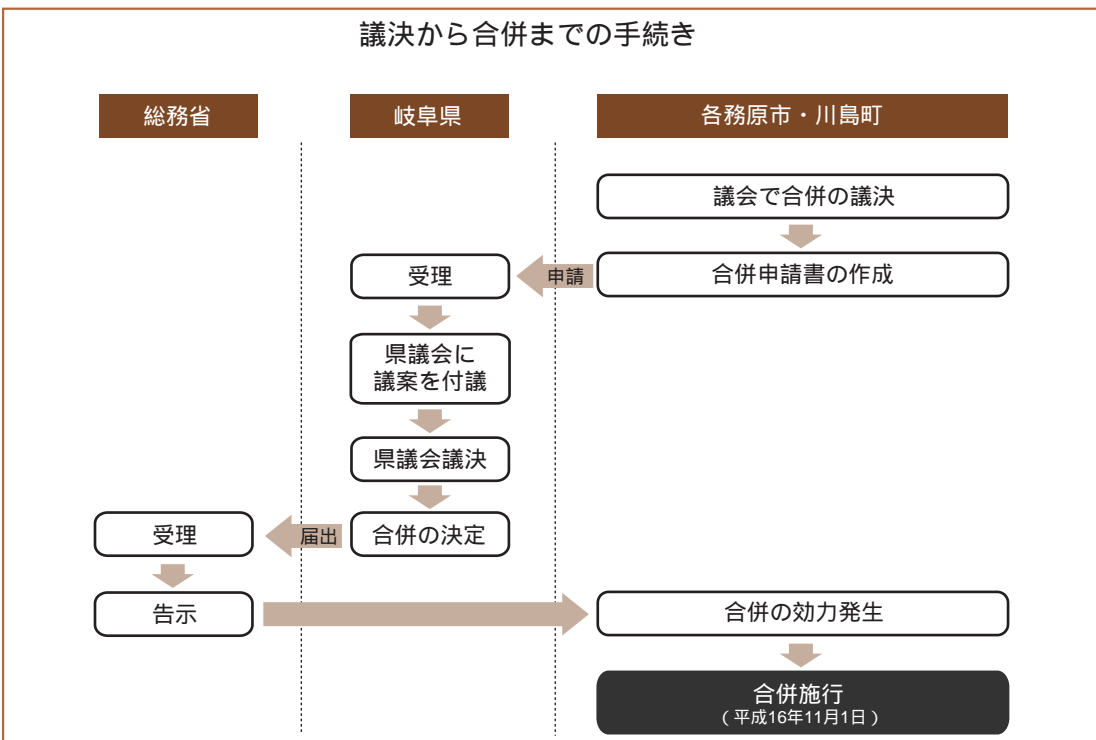 議決から合併までの手続き
総務省
岐阜県
各務原市・川島町
議会で合併の議決
受理
申請
合併申請書の作成
県議会に
議案を付議
県議会議決
受理
届出
合併の決定
告示
合併の効力発生
合併施行
(平成16年11月1日)